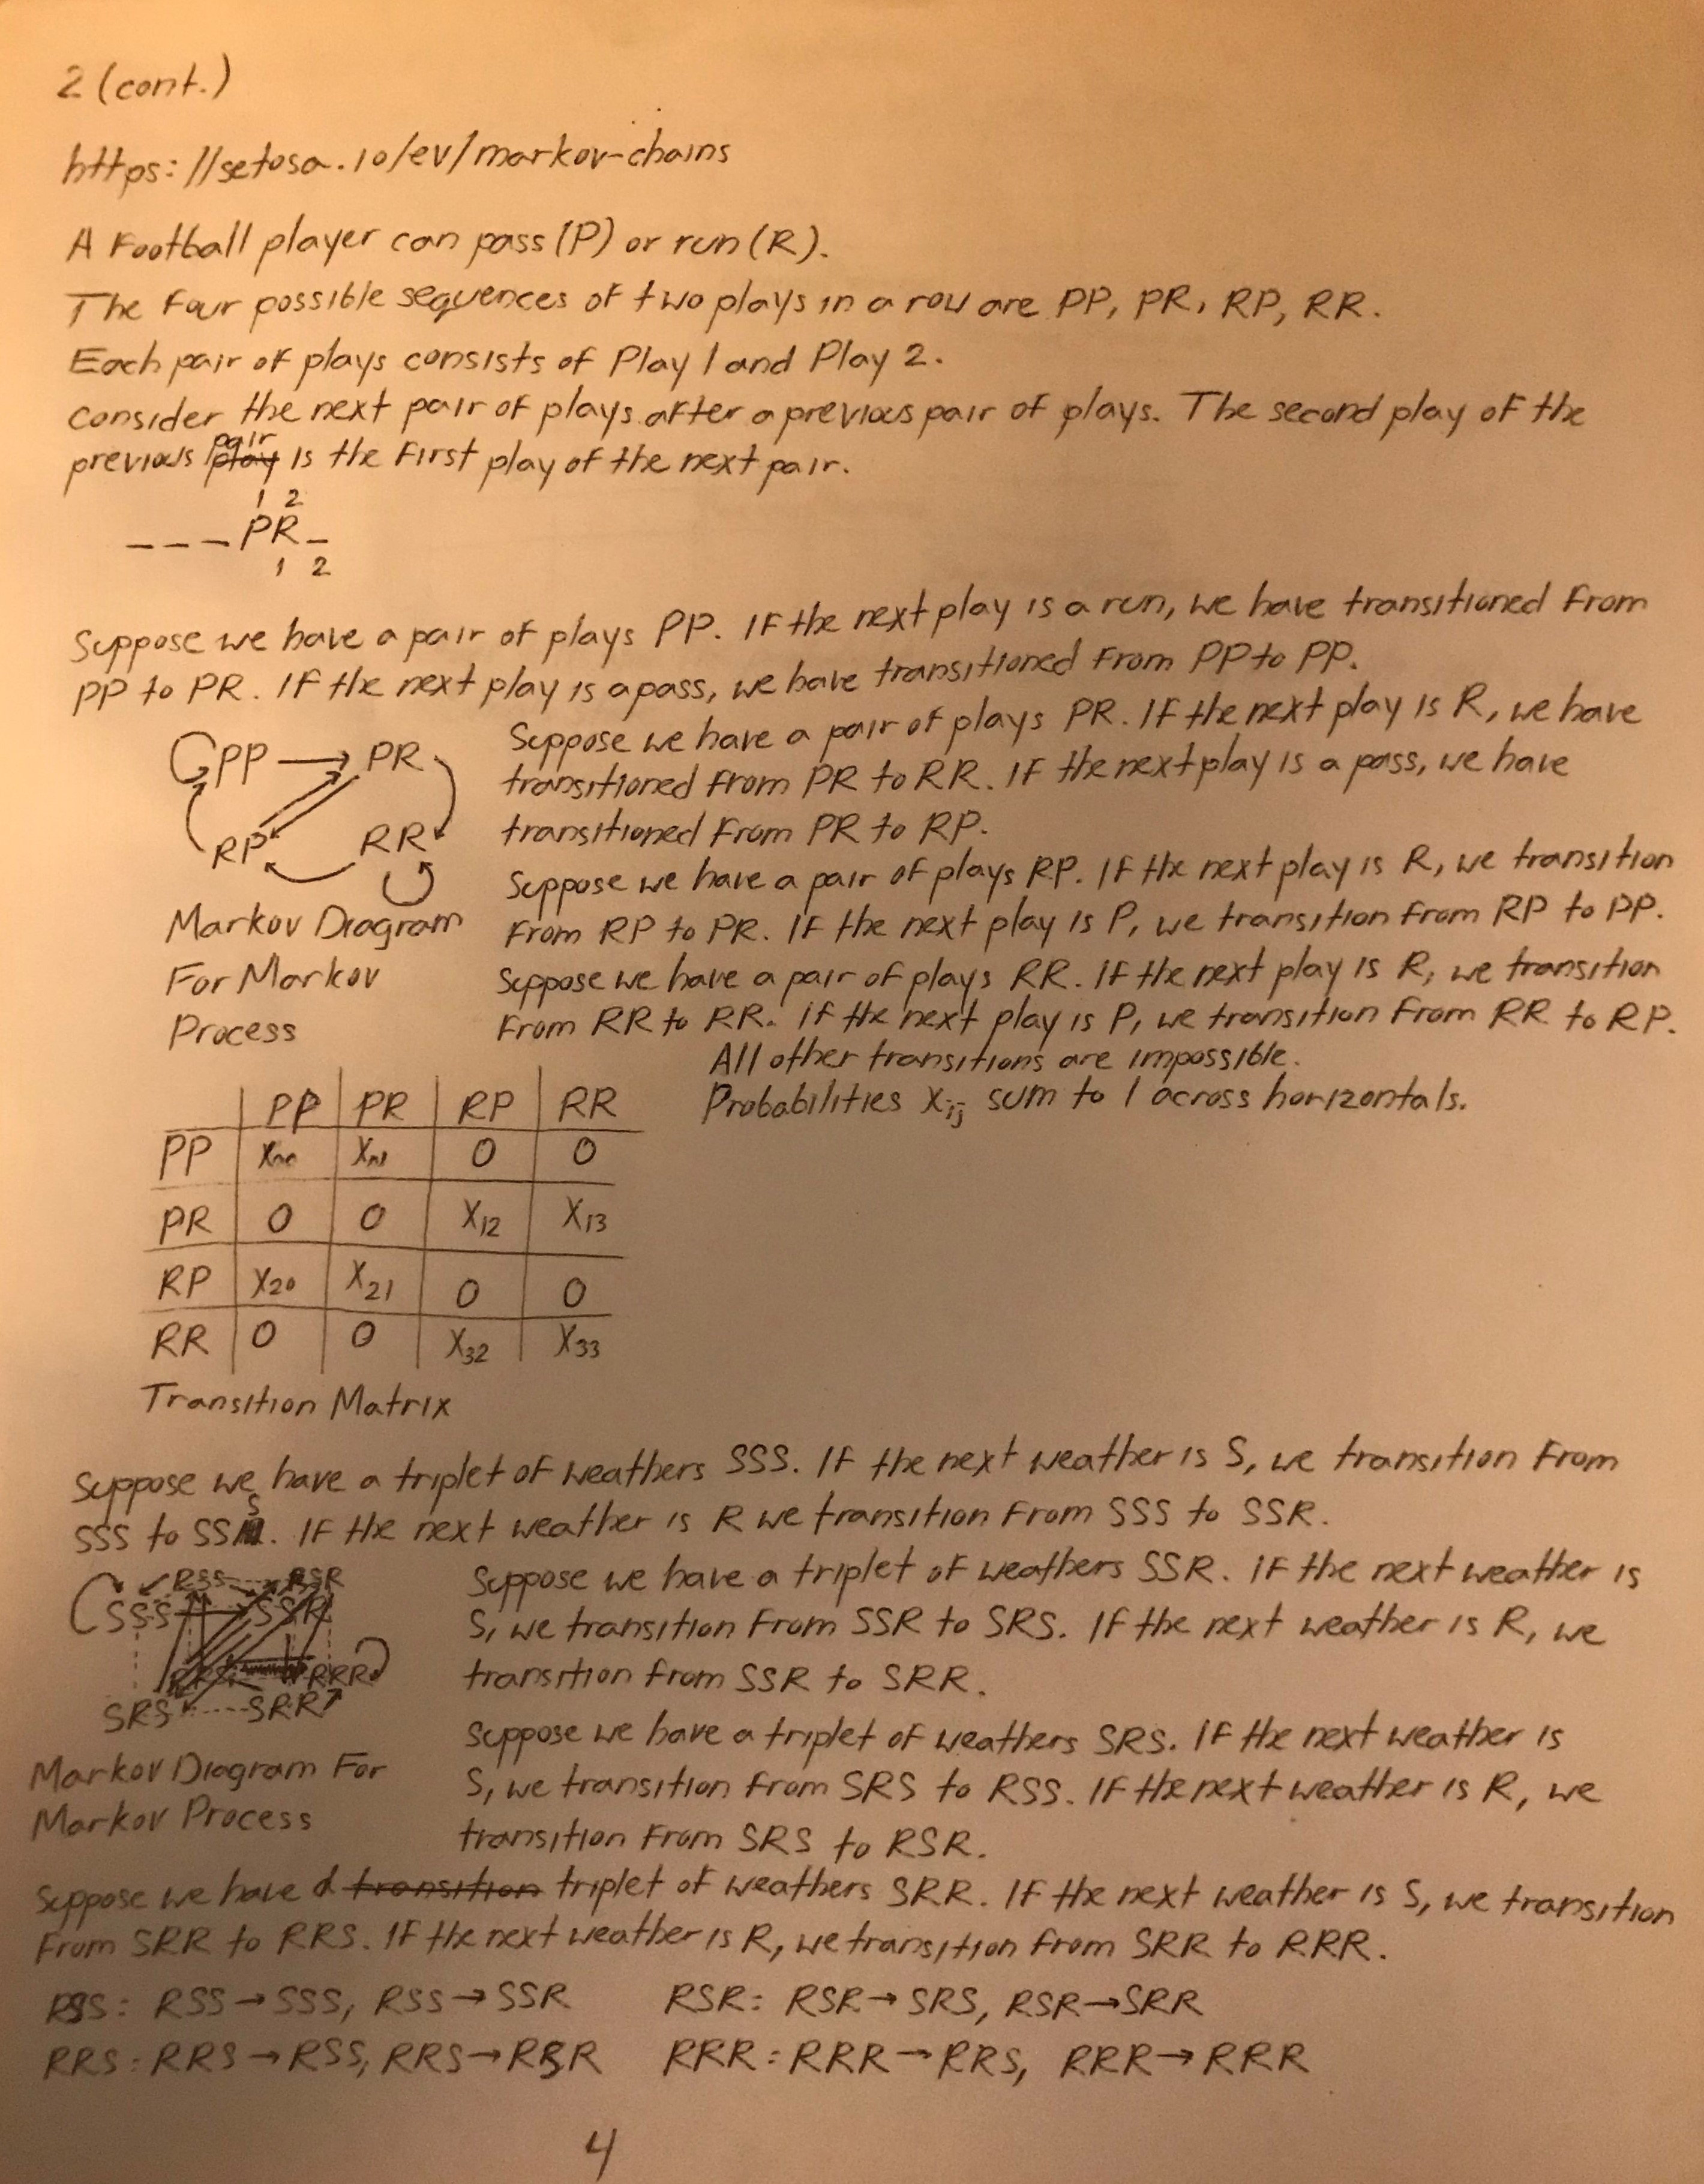 2 (cont.)
https://setosa.io/ev/markov-chains
A Football player can pass (P) or run (R).
The four possible sequences of two plays in a row are PP, PR, RP, RR.
Each pair of plays consists of Play 1 and Play 2.
Consider the next pair of plays after a previous pair of plays. The second play of the
pair
previous play is the first play of the next pair.
1 2
_ _ _ PR _
1 2
Suppose we have a pair of plays PP. If the next play is a run, we have transitioned from
PP to PR. If the next play is a pass, we have transitioned from PP to PP.
Suppose we have a pair of plays PR. If the next play is R, we have
transitioned from PR to RR. If the next play is a pass, we have
transitioned from PR to RP.
Suppose we have a pair of plays RP. If the next play is R, we transition
from RP to PR. If the next play is P, we transition from RP to PP.
Suppose we have a pair of plays RR. If the next play is R, we transition
from RR to RR. If the next play is P, we transition from RR to RP.
All other transitions are impossible.
Probabilities Xij sum to 1 across horizontals.
PP → PR
RP RR
Markov Diagram
For Markov
Process
PP PR RP RR
PP X00 X01 0 0
PR 0 0 X12 X13
RP X20 X21 0 0
RR 0 0 X32 X33
Transition Matrix
Suppose we have a triplet of weathers SSS. If the next weather is S, we transition from
SSS to SSS. If the next weather is R we transition from SSS to SSR.
Suppose we have a triplet of weathers SSR. If the next weather is
S, we transition from SSR to SRS. If the next weather is R, we
transition from SSR to SRR.
Suppose we have a triplet of weathers SRS. If the next weather is
S, we transition from SRS to RSS. If the next weather is R, we
transition from SRS to RSR.
RSS RSR
SSS SSR
RRS RRR
SRS SRR
Markov Diagram For
Markov Process
Suppose we have a transition triplet of weathers SRR. If the next weather is S, we transition
from SRR to RRS. If the next weather is R, we transition from SRR to RRR.
RSS: RSS → SSS, RSS → SSR RSR: RSR → SRS, RSR → SRR
RRS: RRS → RSS, RRS → RSR RRR: RRR → RRS, RRR → RRR
4